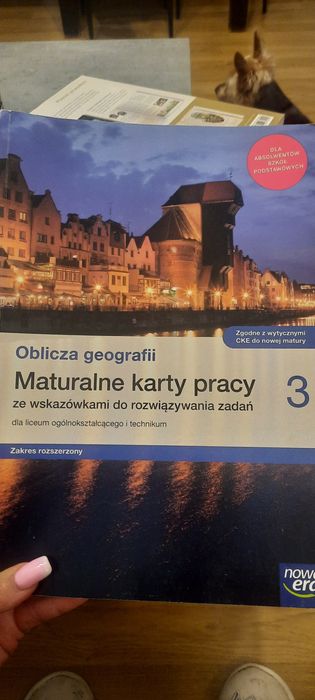 DLA
ABSOLWENTÓW
SZKÓŁ
PODSTAWOWYCH
Zgodne z wytycznymi
CKE do nowej matury
Oblicza geografii
Maturalne karty pracy 3
ze wskazówkami do rozwiązywania zadań
dla liceum ogólnokształcącego i technikum
Zakres rozszerzony
nowa
era